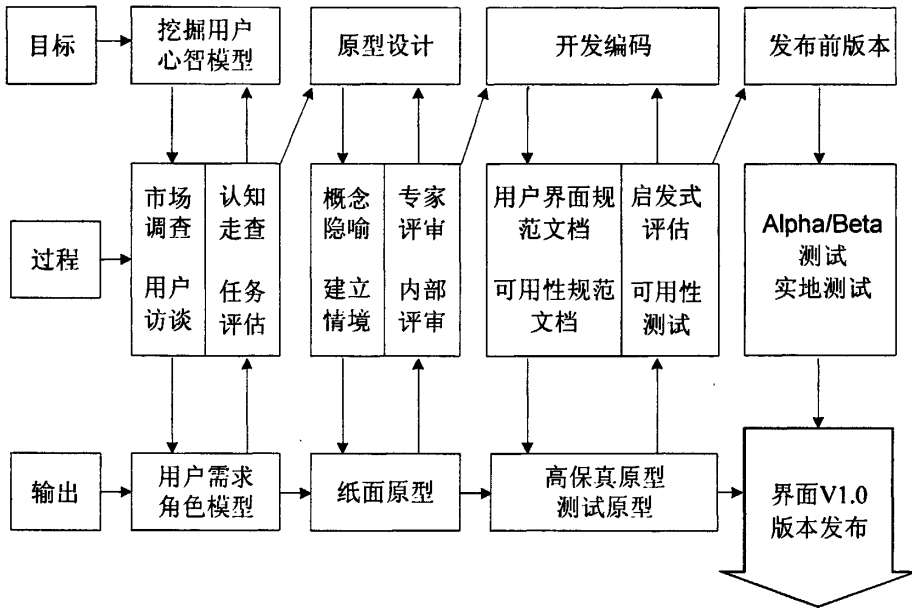 目标
挖掘用户
心智模型
原型设计
开发编码
发布前版本
过程
市场
调查
用户
访谈
认知
走查
任务
评估
概念
隐喻
建立
情境
专家
评审
内部
评审
用户界面规
范文档
可用性规范
文档
启发式
评估
可用性
测试
Alpha/Beta
测试
实地测试
输出
用户需求
角色模型
纸面原型
高保真原型
测试原型
界面V1.0
版本发布